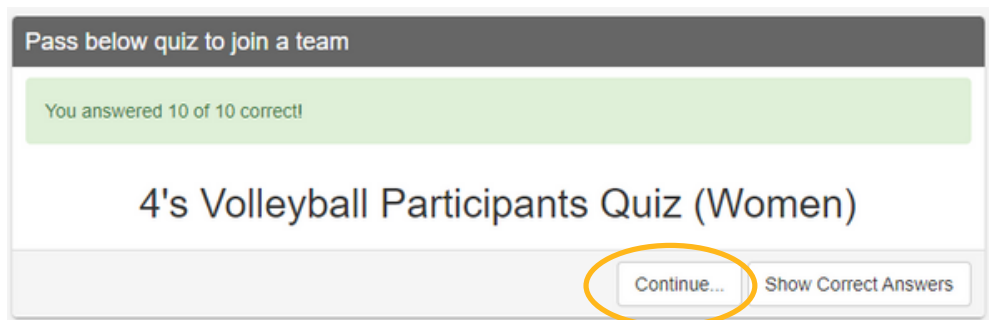 Pass below quiz to join a team
You answered 10 of 10 correct!
4's Volleyball Participants Quiz (Women)
Continue... Show Correct Answers